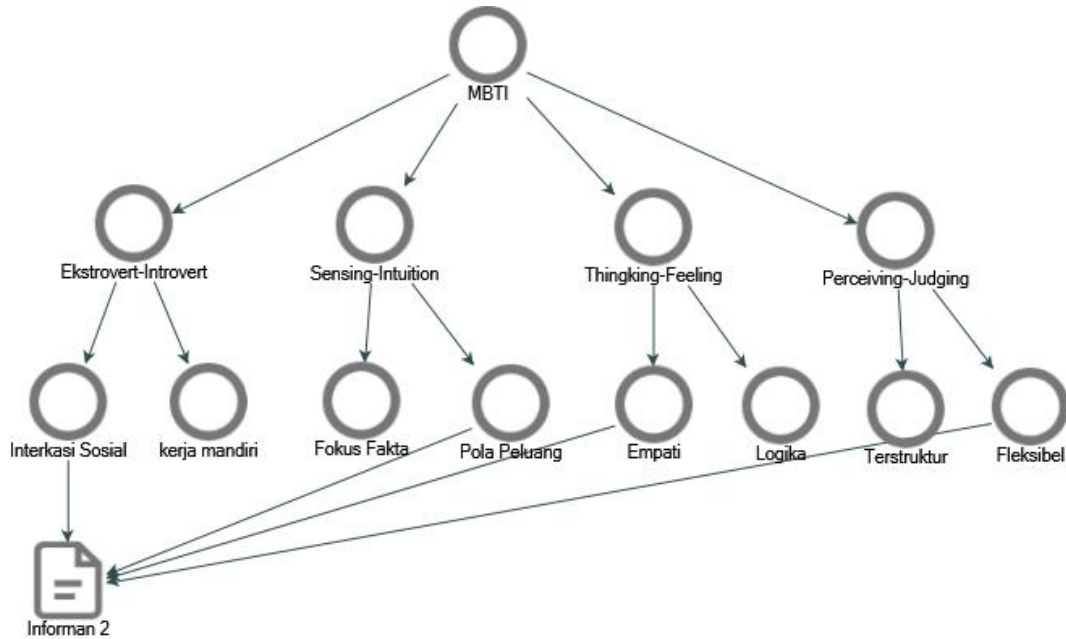 MBTI
Ekstrovert-Introvert
Sensing-Intuition
Thingking-Feeling
Perceiving-Judging
Interkasi Sosial
kerja mandiri
Fokus Fakta
Pola Peluang
Empati
Logika
Terstruktur
Fleksibel
Informan 2